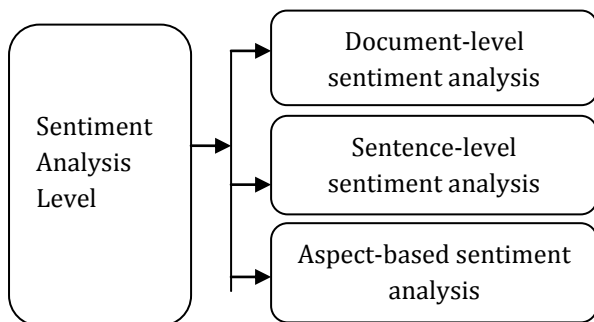 Sentiment
Analysis
Level
Document-level
sentiment analysis
Sentence-level
sentiment analysis
Aspect-based sentiment
analysis